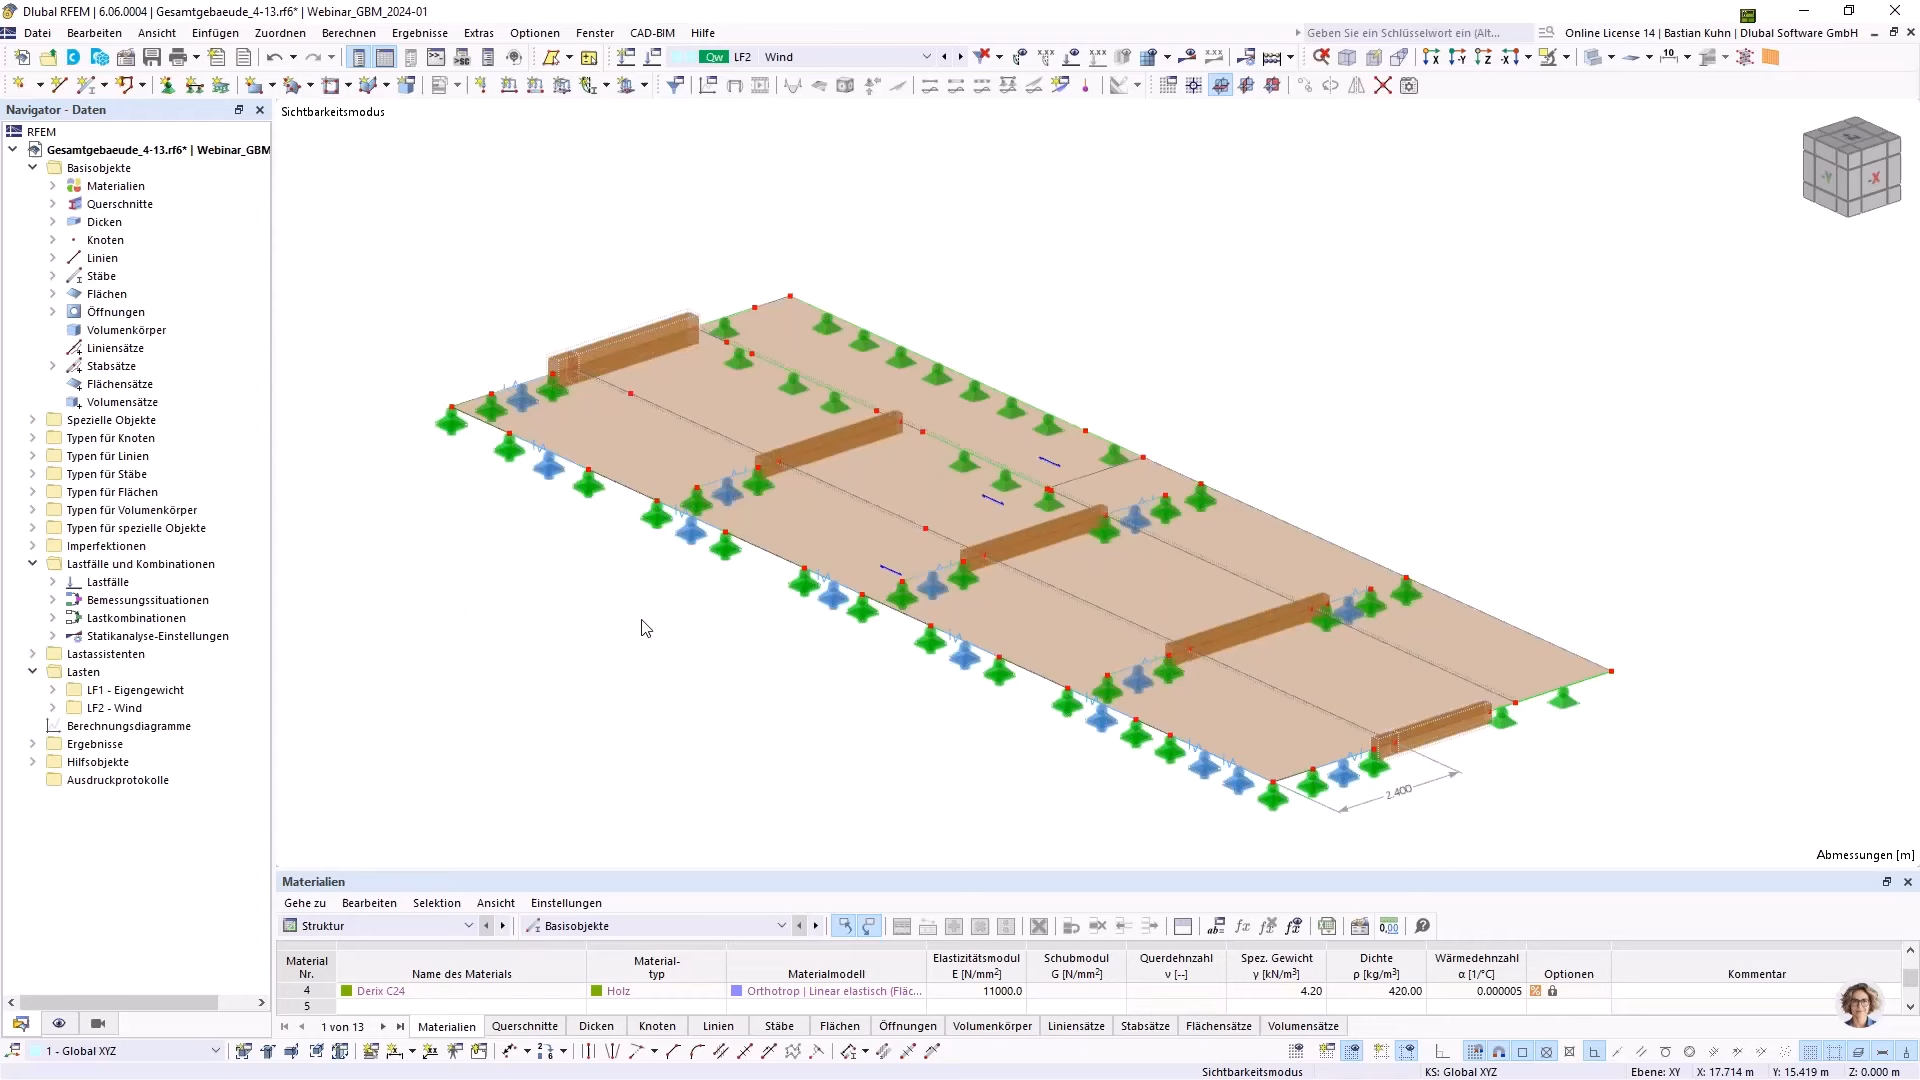 Dlubal RFEM | 6.06.0004 | Gesamtgebaeude_4-13.rf6* | Webinar_GBM_2024-01
Datei Bearbeiten Ansicht Einfügen Zuordnen Berechnen Ergebnisse Extras Optionen Fenster CAD-BIM Hilfe
Geben Sie ein Schlüsselwort ein (Alt...
Online License 14 | Bastian Kuhn | Dlubal Software GmbH
Qw LF2 Wind
Navigator - Daten
Sichtbarkeitsmodus
RFEM
Gesamtgebaeude_4-13.rf6* | Webinar_GBM
Basisobjekte
Materialien
Querschnitte
Dicken
Knoten
Linien
Stäbe
Flächen
Öffnungen
Volumenkörper
Liniensätze
Stabsätze
Flächensätze
Volumensätze
Spezielle Objekte
Typen für Knoten
Typen für Linien
Typen für Stäbe
Typen für Flächen
Typen für Volumenkörper
Typen für spezielle Objekte
Imperfektionen
Lastfälle und Kombinationen
Lastfälle
Bemessungssituationen
Lastkombinationen
Statikanalyse-Einstellungen
Lastassistenten
Lasten
LF1 - Eigengewicht
LF2 - Wind
Berechnungsdiagramme
Ergebnisse
Hilfsobjekte
Ausdruckprotokolle
-Y -X
2.400
Abmessungen [m]
Materialien
Gehe zu Bearbeiten Selektion Ansicht Einstellungen
Struktur Basisobjekte
Material Nr. Name des Materials Material-typ Materialmodell Elastizitätsmodul E [N/mm²] Schubmodul G [N/mm²] Querdehnzahl ν [--] Spez. Gewicht γ [kN/m³] Dichte ρ [kg/m³] Wärmedehnzahl α [1/°C] Optionen Kommentar
4 Derix C24 Holz Orthotrop | Linear elastisch (Fläc... 11000.0 4.20 420.00 0.000005
5
1 von 13 Materialien Querschnitte Dicken Knoten Linien Stäbe Flächen Öffnungen Volumenkörper Liniensätze Stabsätze Flächensätze Volumensätze
1 - Global XYZ
Sichtbarkeitsmodus KS: Global XYZ Ebene: XY X: 17.714 m Y: 15.419 m Z: 0.000 m